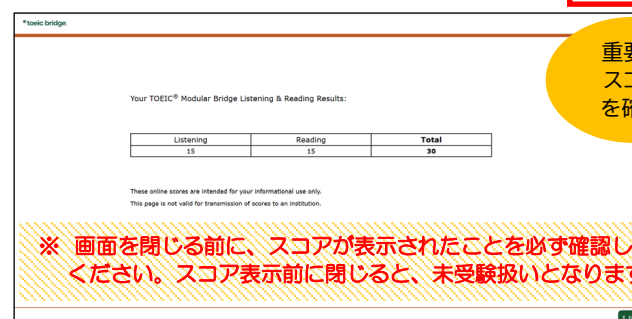 toeic bridge.
重要
スコ
を確
Your TOEIC® Modular Bridge Listening & Reading Results:
Listening Reading Total
15 15 30
These online scores are intended for your informational use only.
This page is not valid for transmission of scores to an institution.
※ 画面を閉じる前に、スコアが表示されたことを必ず確認し
ください。スコア表示前に閉じると、未受験扱いとなります